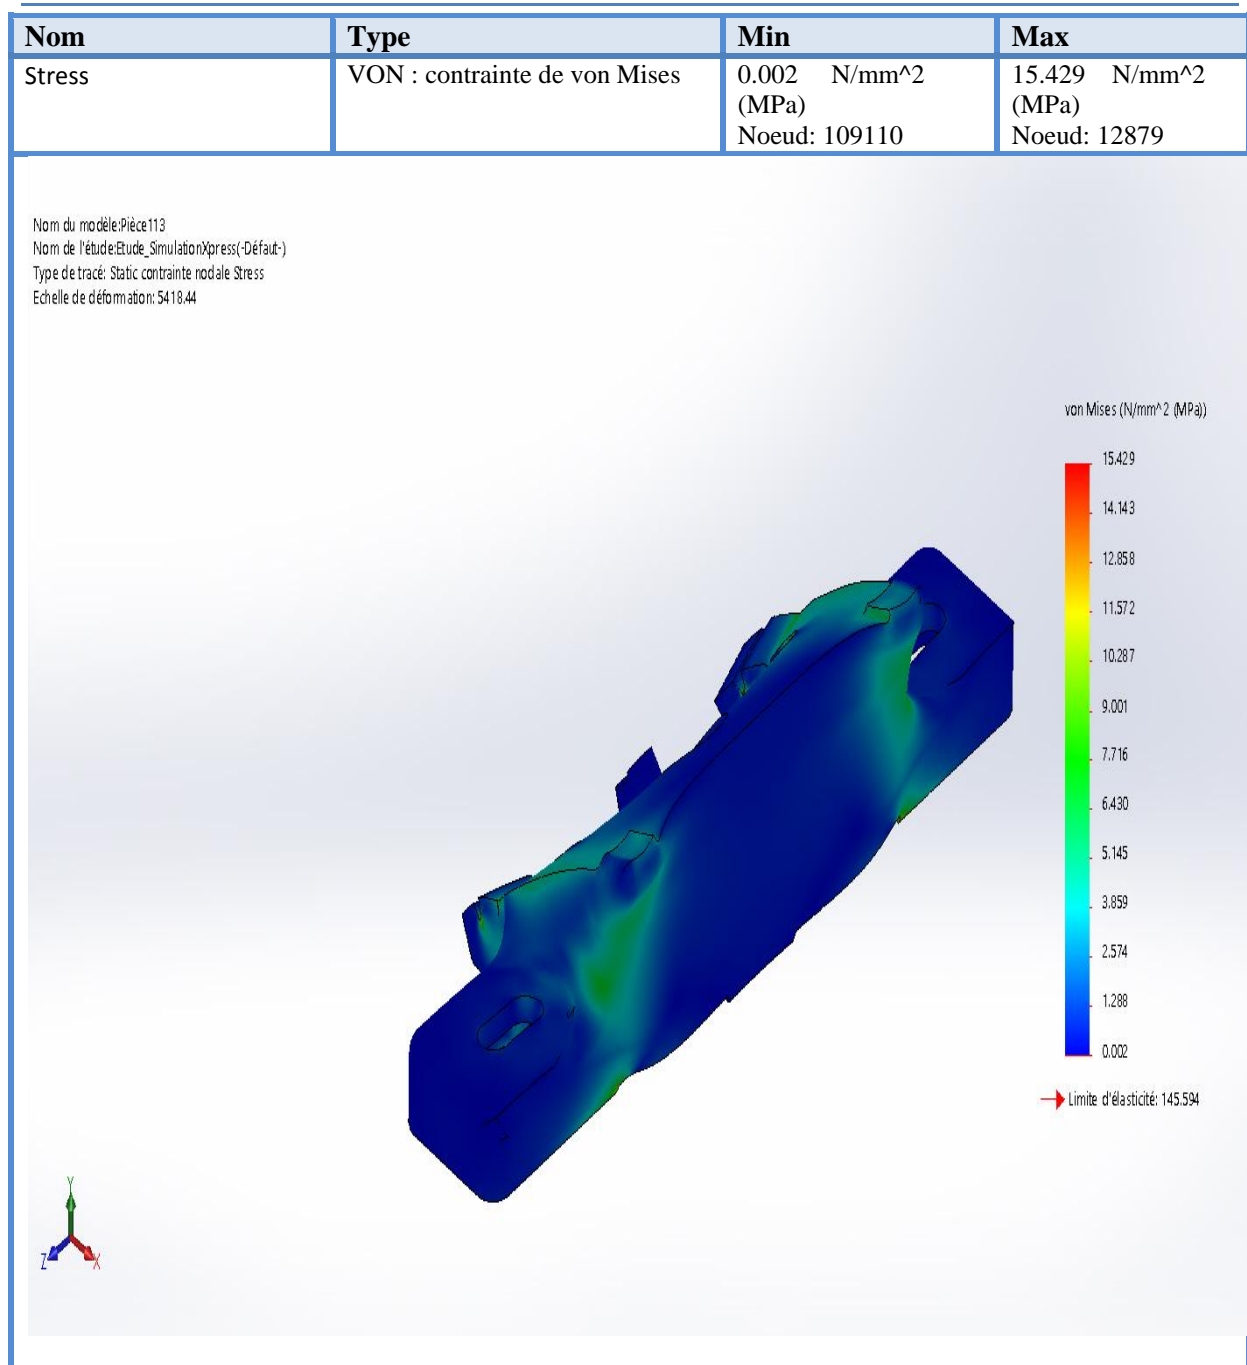 Nom Type Min Max
Stress VON : contrainte de von Mises 0.002 N/mm^2 15.429 N/mm^2
(MPa) (MPa)
Noeud: 109110 Noeud: 12879
Nom du modèle:Pièce113
Nom de l'étude:Etude_SimulationXpress(-Défaut-)
Type de tracé: Static contrainte nodale Stress
Echelle de déformation: 5418.44
von Mises (N/mm^2 (MPa))
15.429
14.143
12.858
11.572
10.287
9.001
7.716
6.430
5.145
3.859
2.574
1.288
0.002
Limite d'élasticité: 145.594
Y
Z X